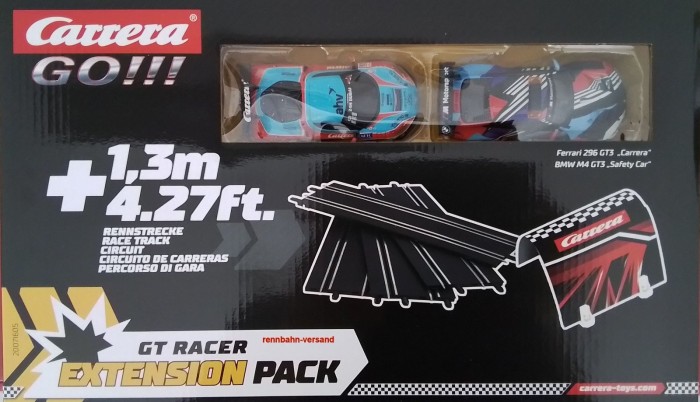 Carrera®
GO!!!
Ferrari 296 GT3 „Carrera“
BMW M4 GT3 „Safety Car“
+1,3m
4.27ft.
RENNSTRECKE
RACE TRACK
CIRCUIT
CIRCUITO DE CARRERAS
PERCORSO DI GARA
Carrera
GT RACER
rennbahn-versand
EXTENSION PACK
carrera-toys.com